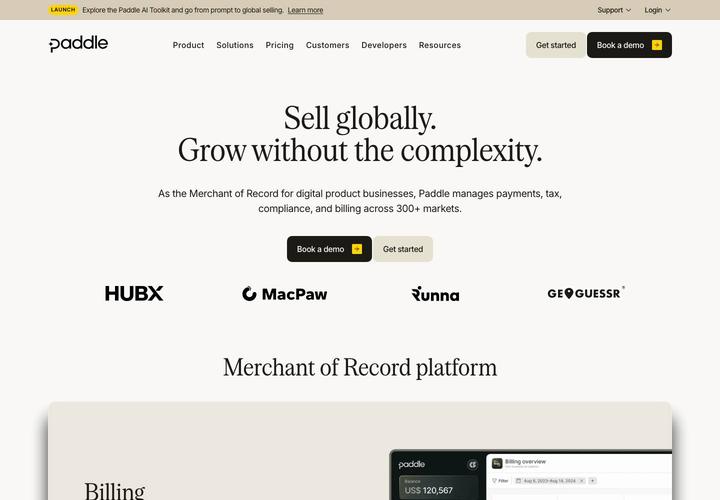 LAUNCH Explore the Paddle AI Toolkit and go from prompt to global selling. Learn more Support Login
paddle Product Solutions Pricing Customers Developers Resources Get started Book a demo
Sell globally.
Grow without the complexity.
As the Merchant of Record for digital product businesses, Paddle manages payments, tax,
compliance, and billing across 300+ markets.
Book a demo Get started
HUBX MacPaw Runna GEOGUESSR
Merchant of Record platform
Billing
paddle
Balance
US$ 120,567
Billing overview
Filter Aug 6, 2023-Aug 18, 2024